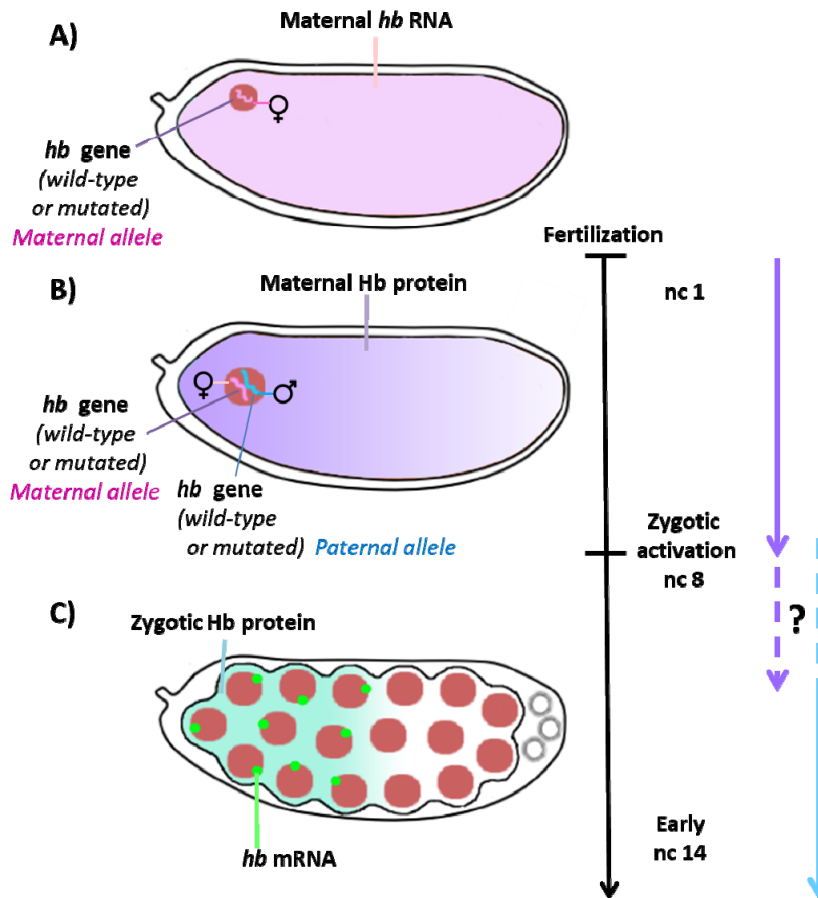 A)
Maternal hb RNA
♀
hb gene
(wild-type
or mutated)
Maternal allele
Fertilization
nc 1
B)
Maternal Hb protein
♀
♂
hb gene
(wild-type
or mutated)
Maternal allele
hb gene
(wild-type
or mutated) Paternal allele
Zygotic
activation
nc 8
?
C)
Zygotic Hb protein
hb mRNA
Early
nc 14